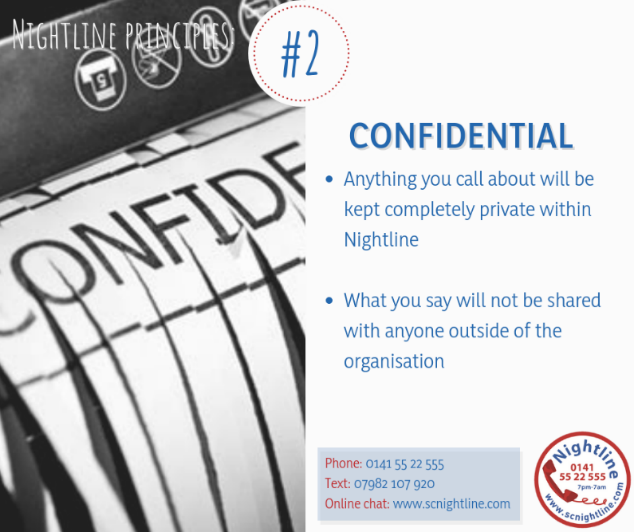 Nightline principles
#2
5
CONFIDE
CONFIDENTIAL
• Anything you call about will be
kept completely private within
Nightline
• What you say will not be shared
with anyone outside of the
organisation
Phone: 0141 55 22 555
Text: 07982 107 920
Online chat: www.scnightline.com
Nightline
0141
55 22 555
7pm-7am
www.scnightline.com